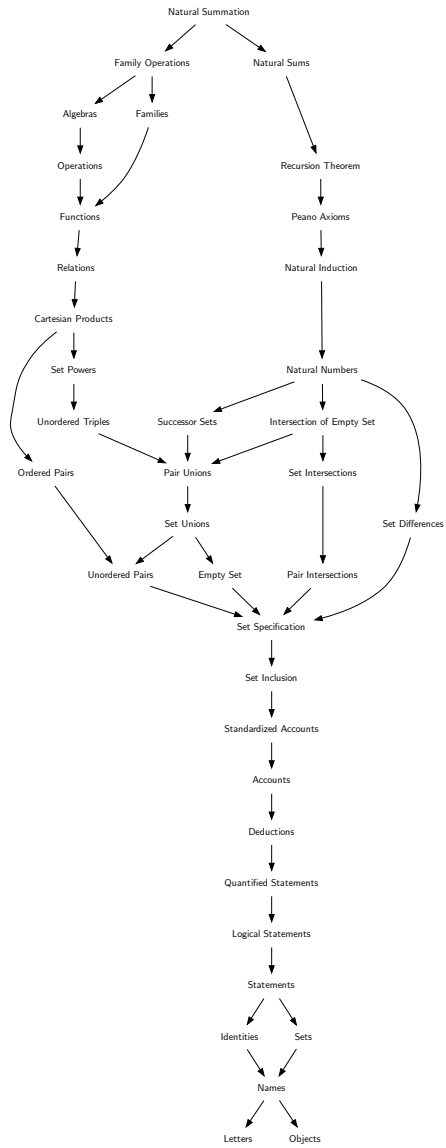 Natural Summation
Family Operations
Natural Sums
Algebras
Families
Operations
Recursion Theorem
Functions
Peano Axioms
Relations
Natural Induction
Cartesian Products
Set Powers
Natural Numbers
Unordered Triples
Successor Sets
Intersection of Empty Set
Ordered Pairs
Pair Unions
Set Intersections
Set Unions
Set Differences
Unordered Pairs
Empty Set
Pair Intersections
Set Specification
Set Inclusion
Standardized Accounts
Accounts
Deductions
Quantified Statements
Logical Statements
Statements
Identities
Sets
Names
Letters
Objects